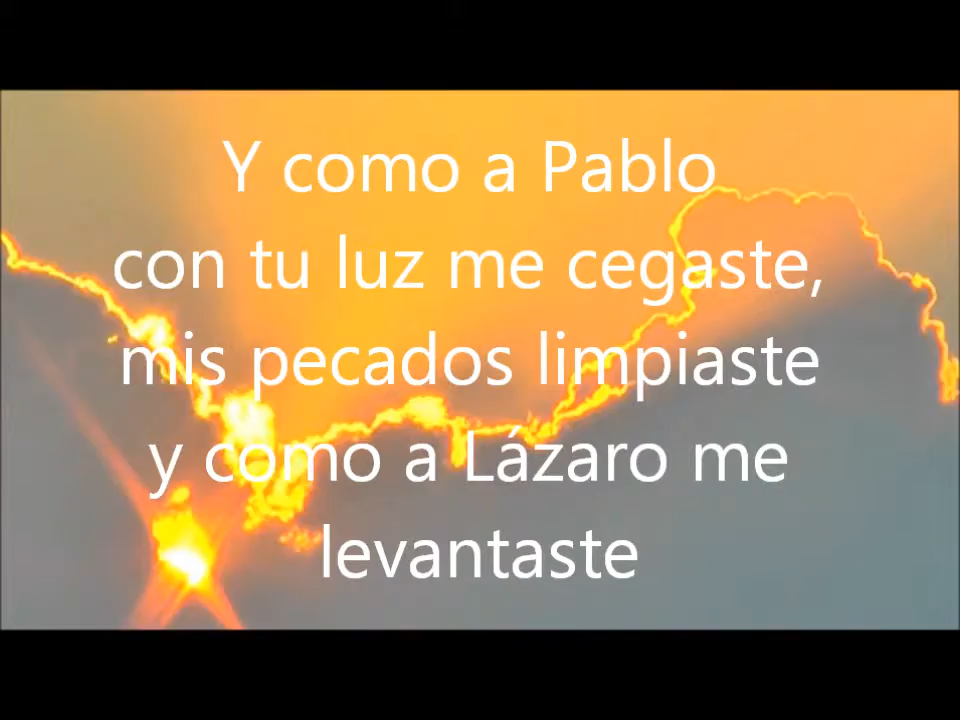 Y como a Pablo
con tu luz me cegaste,
mis pecados limpiaste
y como a Lázaro me
levantaste